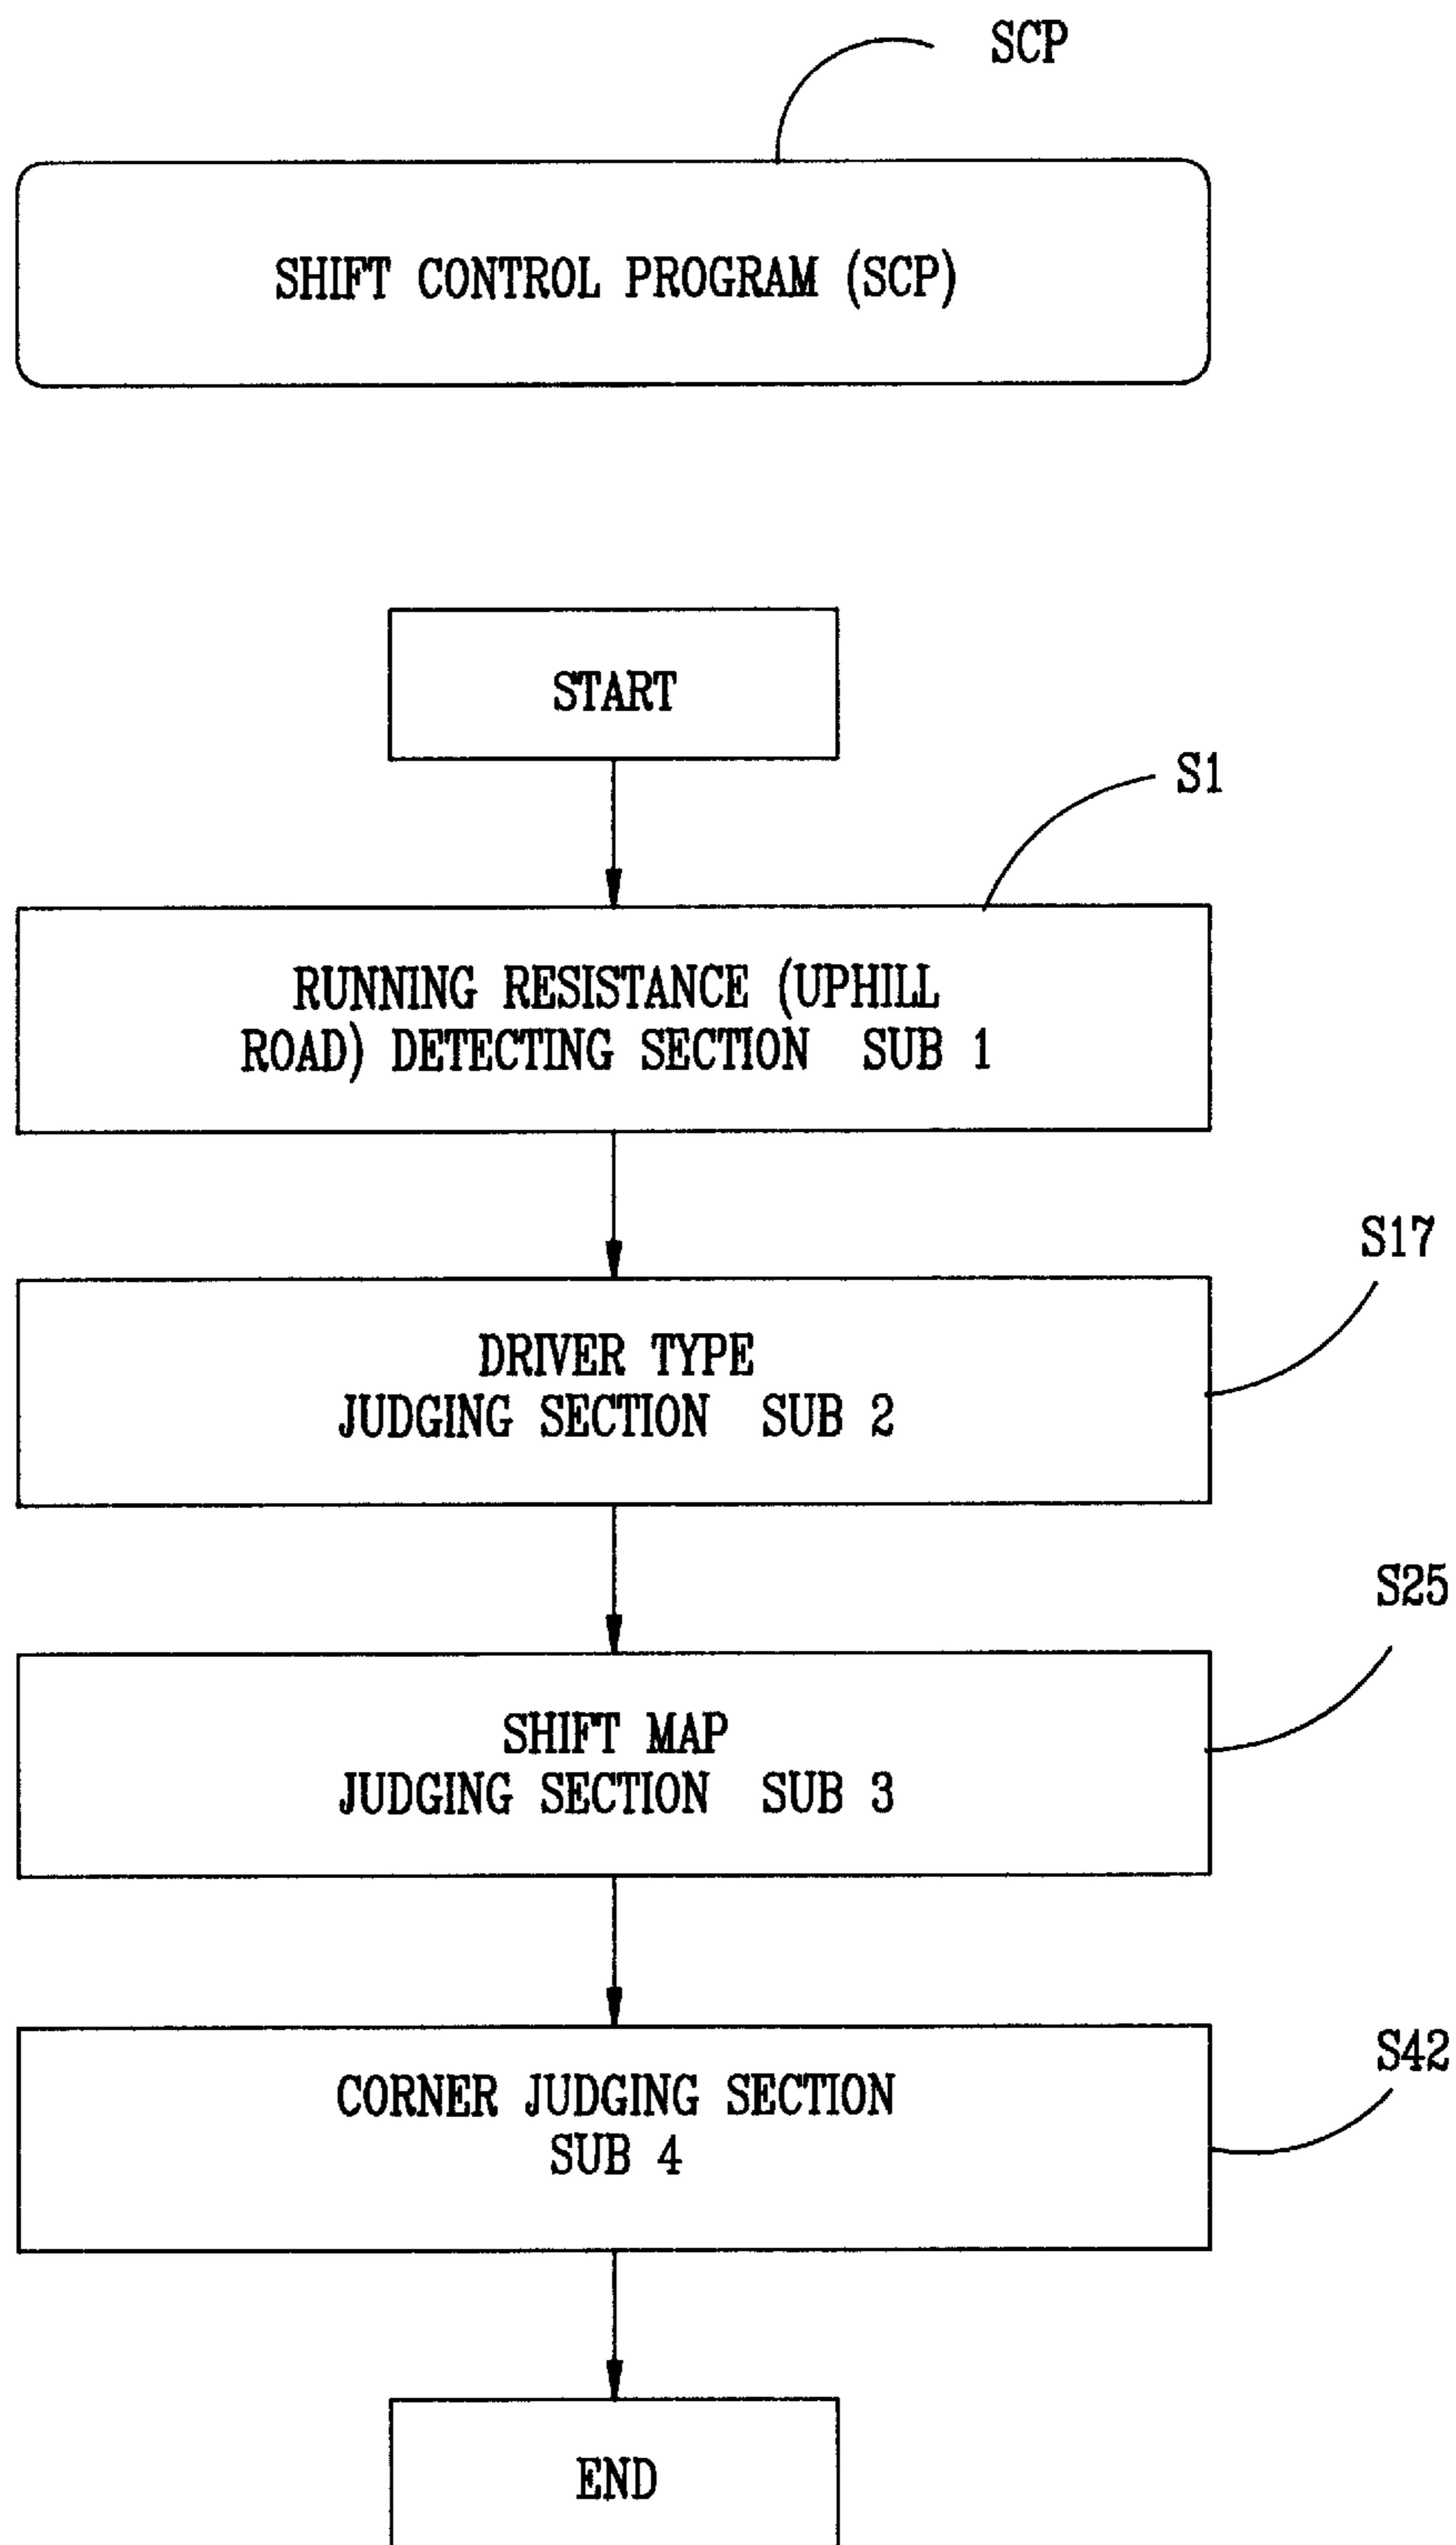 SCP
SHIFT CONTROL PROGRAM (SCP)
START
S1
RUNNING RESISTANCE (UPHILL
ROAD) DETECTING SECTION SUB 1
S17
DRIVER TYPE
JUDGING SECTION SUB 2
S25
SHIFT MAP
JUDGING SECTION SUB 3
S42
CORNER JUDGING SECTION
SUB 4
END